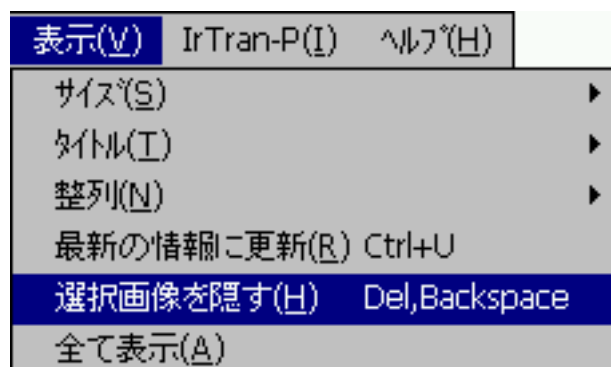 表示(V) IrTran-P(I) ﾍﾙﾌﾟ(H)
ｻｲｽﾞ(S)
ﾀｲﾄﾙ(T)
整列(N)
最新の情報に更新(R) Ctrl+U
選択画像を隠す(H) Del,Backspace
全て表示(A)